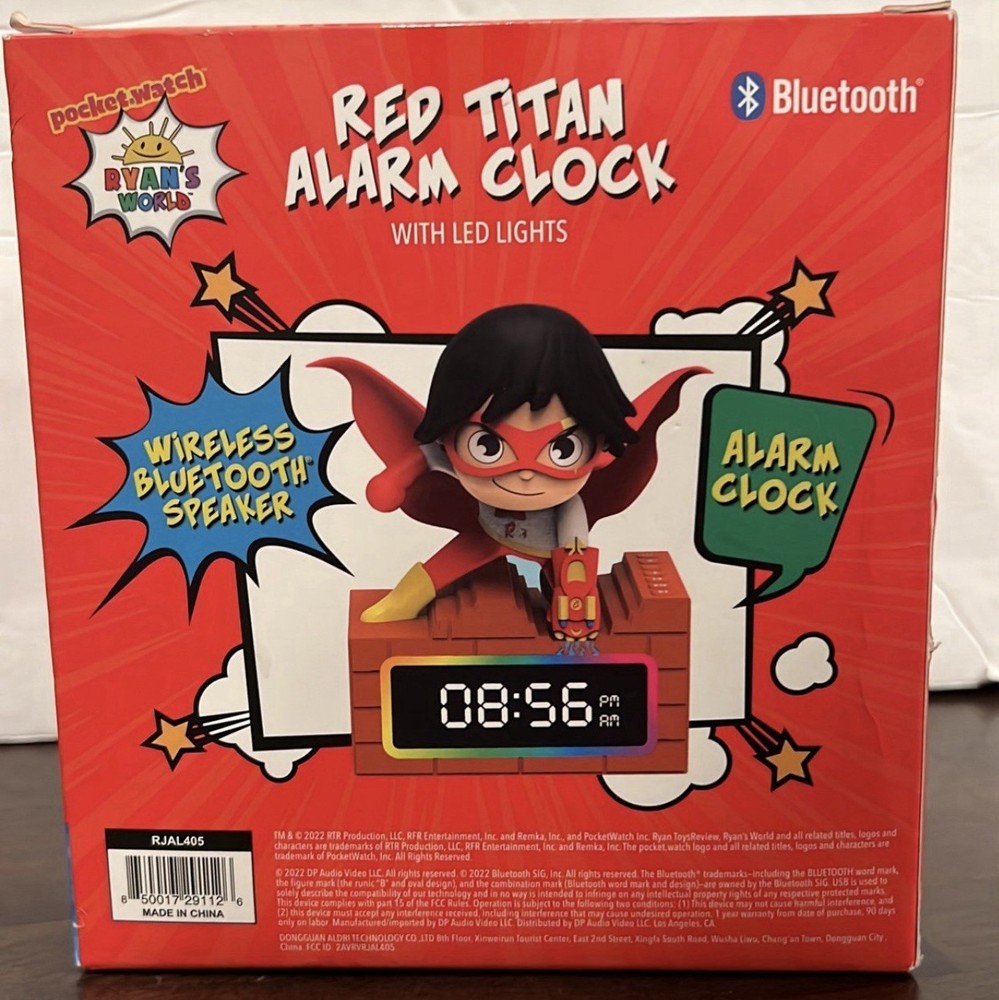 pocket.watch
RYAN'S
WORLD™
RED TITAN
ALARM CLOCK
WITH LED LIGHTS
Bluetooth®
WIRELESS
BLUETOOTH®
SPEAKER
ALARM
CLOCK
R
08:56 PM
AM
RJAL405
8 50017 29112 6
MADE IN CHINA
TM & © 2022 RTR Production, LLC, RFR Entertainment, Inc. and Remka, Inc., and PocketWatch Inc. Ryan ToysReview, Ryan's World and all related titles, logos and
characters are trademarks of RTR Production, LLC, RFR Entertainment, Inc. and Remka, Inc. The pocket.watch logo and all related titles, logos and characters are
trademark of PocketWatch, Inc. All Rights Reserved.
© 2022 DP Audio Video LLC. All rights reserved. © 2022 Bluetooth SIG, Inc. All rights reserved. The Bluetooth® trademarks—including the BLUETOOTH word mark,
the figure mark (the runic "B" and oval design), and the combination mark (Bluetooth word mark and design)—are owned by the Bluetooth SIG. USB is used to
solely describe the compatibility of our technology and in no way is intended to infringe on any intellectual property rights of any respective protected marks.
This device complies with part 15 of the FCC Rules. Operation is subject to the following two conditions: (1) This device may not cause harmful interference, and
(2) this device must accept any interference received, including interference that may cause undesired operation. 1 year warranty from date of purchase, 90 days
only on labor. Manufactured/imported by DP Audio Video LLC. Distributed by DP Audio Video LLC. Los Angeles, CA.
DONGGUAN ALDRI TECHNOLOGY CO.,LTD 8th Floor, Xinweirun Tourist Center, East 2nd Street, Xingfa South Road, Wusha Liwu, Chang'an Town, Dongguan City,
China FCC ID: 2AVRVRJAL405